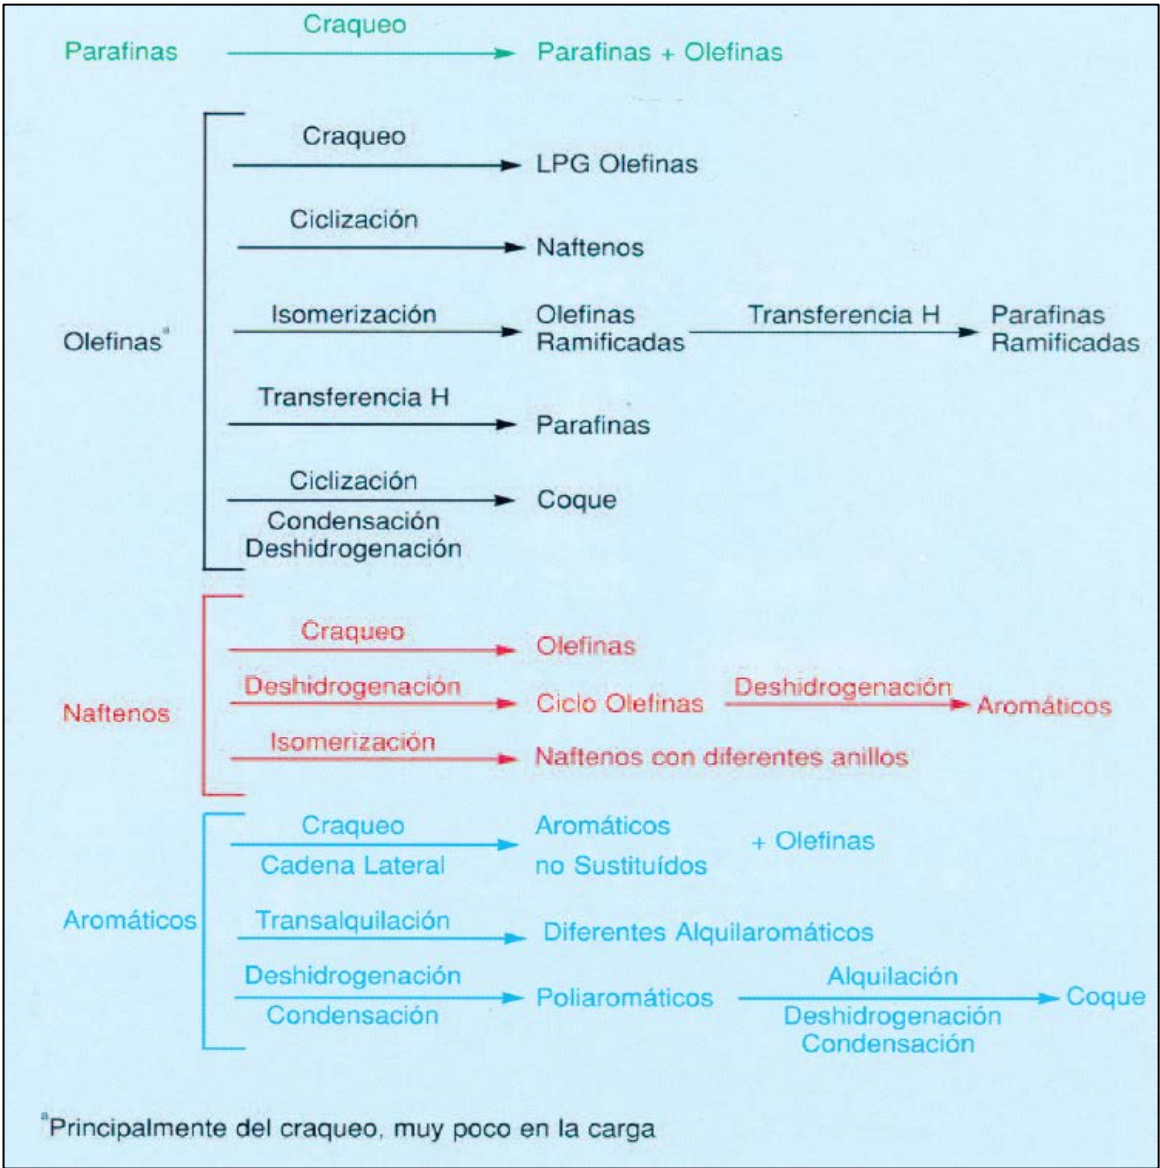 Craqueo
Parafinas
Parafinas + Olefinas
Craqueo
LPG Olefinas
Ciclización
Naftenos
Isomerización
Olefinas
Ramificadas
Transferencia H
Parafinas
Ramificadas
Olefinasª
Transferencia H
Parafinas
Ciclización
Coque
Condensación
Deshidrogenación
Craqueo
Olefinas
Deshidrogenación
Ciclo Olefinas
Deshidrogenación
Aromáticos
Naftenos
Isomerización
Naftenos con diferentes anillos
Craqueo
Cadena Lateral
Aromáticos
no Sustituídos
+ Olefinas
Aromáticos
Transalquilación
Diferentes Alquilaromáticos
Deshidrogenación
Condensación
Poliaromáticos
Alquilación
Deshidrogenación
Condensación
Coque
ªPrincipalmente del craqueo, muy poco en la carga